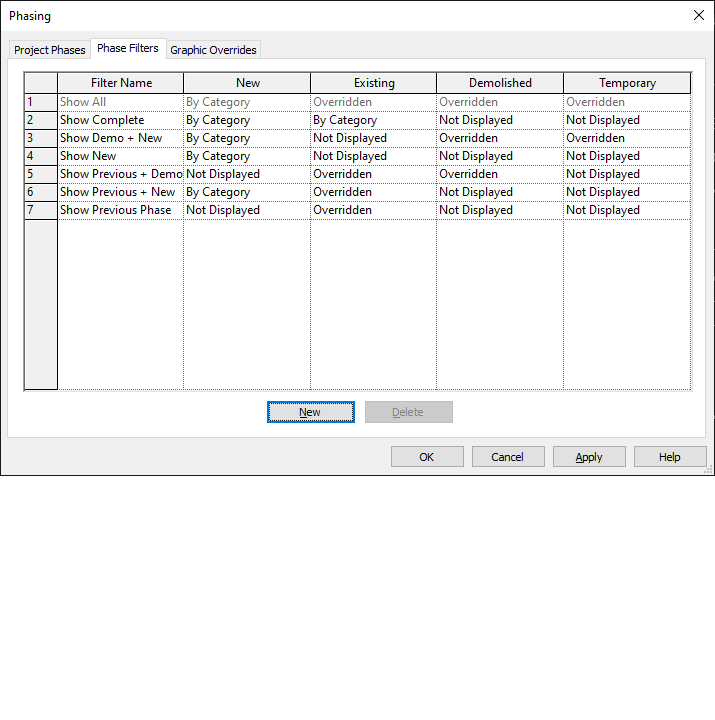 Phasing
Project Phases Phase Filters Graphic Overrides
Filter Name New Existing Demolished Temporary
1 Show All By Category Overridden Overridden Overridden
2 Show Complete By Category By Category Not Displayed Not Displayed
3 Show Demo + New By Category Not Displayed Overridden Overridden
4 Show New By Category Not Displayed Not Displayed Not Displayed
5 Show Previous + Demo Not Displayed Overridden Overridden Not Displayed
6 Show Previous + New By Category Overridden Not Displayed Not Displayed
7 Show Previous Phase Not Displayed Overridden Not Displayed Not Displayed
New Delete
OK Cancel Apply Help